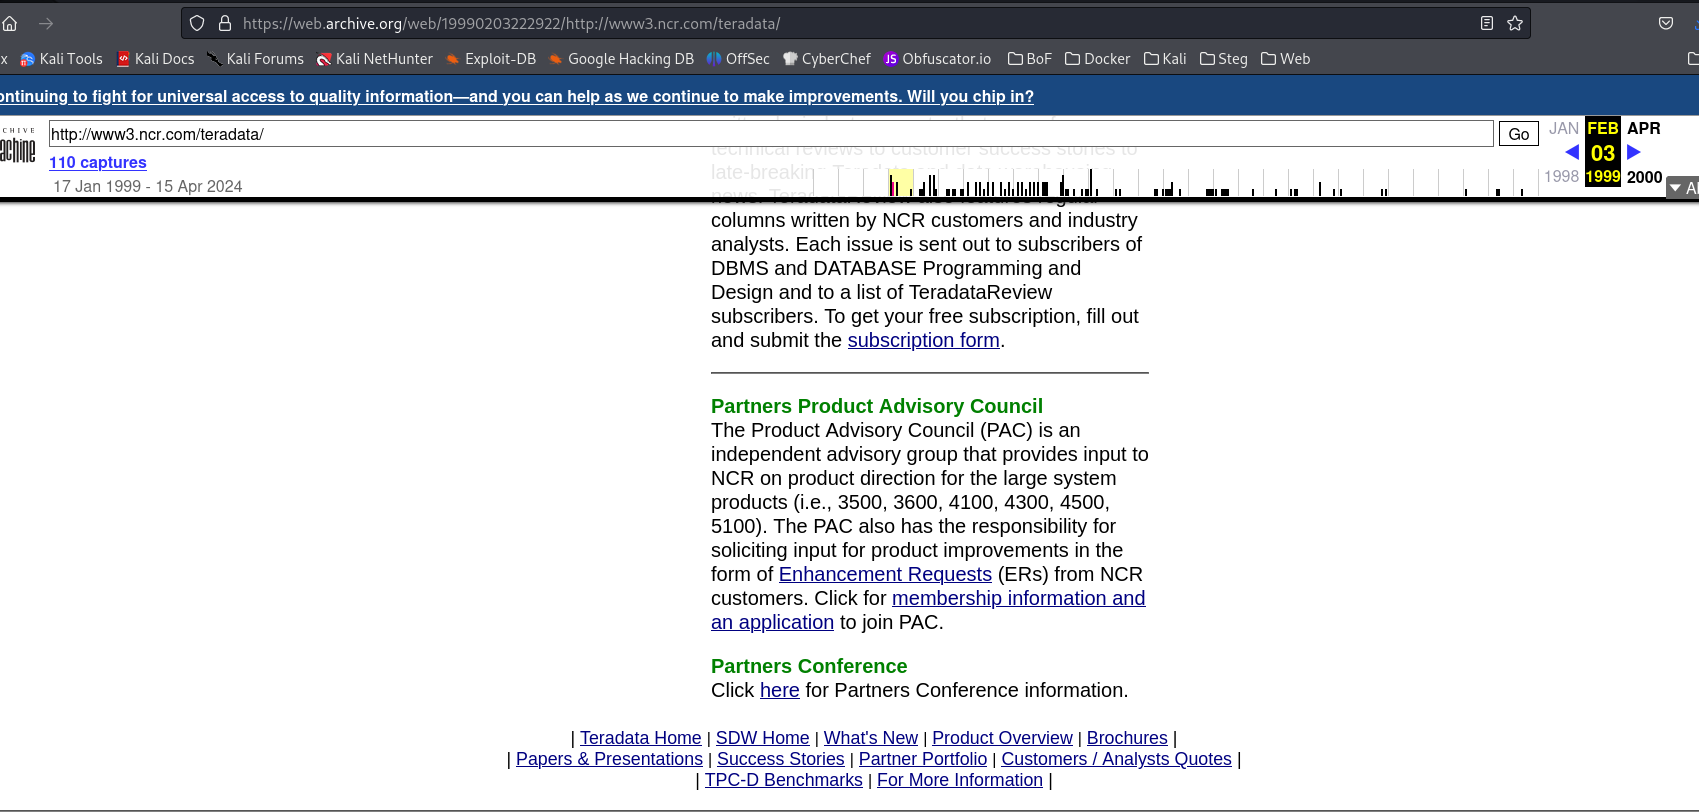 https://web.archive.org/web/19990203222922/http://www3.ncr.com/teradata/
x Kali Tools Kali Docs Kali Forums Kali NetHunter Exploit-DB Google Hacking DB OffSec CyberChef JS Obfuscator.io BoF Docker Kali Steg Web
ontinuing to fight for universal access to quality information—and you can help as we continue to make improvements. Will you chip in?
CHIVE
achine
http://www3.ncr.com/teradata/
Go
JAN FEB APR
110 captures
03
17 Jan 1999 - 15 Apr 2024
1998 1999 2000
technical reviews to customer success stories to
late-breaking
news.
columns written by NCR customers and industry
analysts. Each issue is sent out to subscribers of
DBMS and DATABASE Programming and
Design and to a list of TeradataReview
subscribers. To get your free subscription, fill out
and submit the subscription form.
Partners Product Advisory Council
The Product Advisory Council (PAC) is an
independent advisory group that provides input to
NCR on product direction for the large system
products (i.e., 3500, 3600, 4100, 4300, 4500,
5100). The PAC also has the responsibility for
soliciting input for product improvements in the
form of Enhancement Requests (ERs) from NCR
customers. Click for membership information and
an application to join PAC.
Partners Conference
Click here for Partners Conference information.
| Teradata Home | SDW Home | What's New | Product Overview | Brochures |
| Papers & Presentations | Success Stories | Partner Portfolio | Customers / Analysts Quotes |
| TPC-D Benchmarks | For More Information |